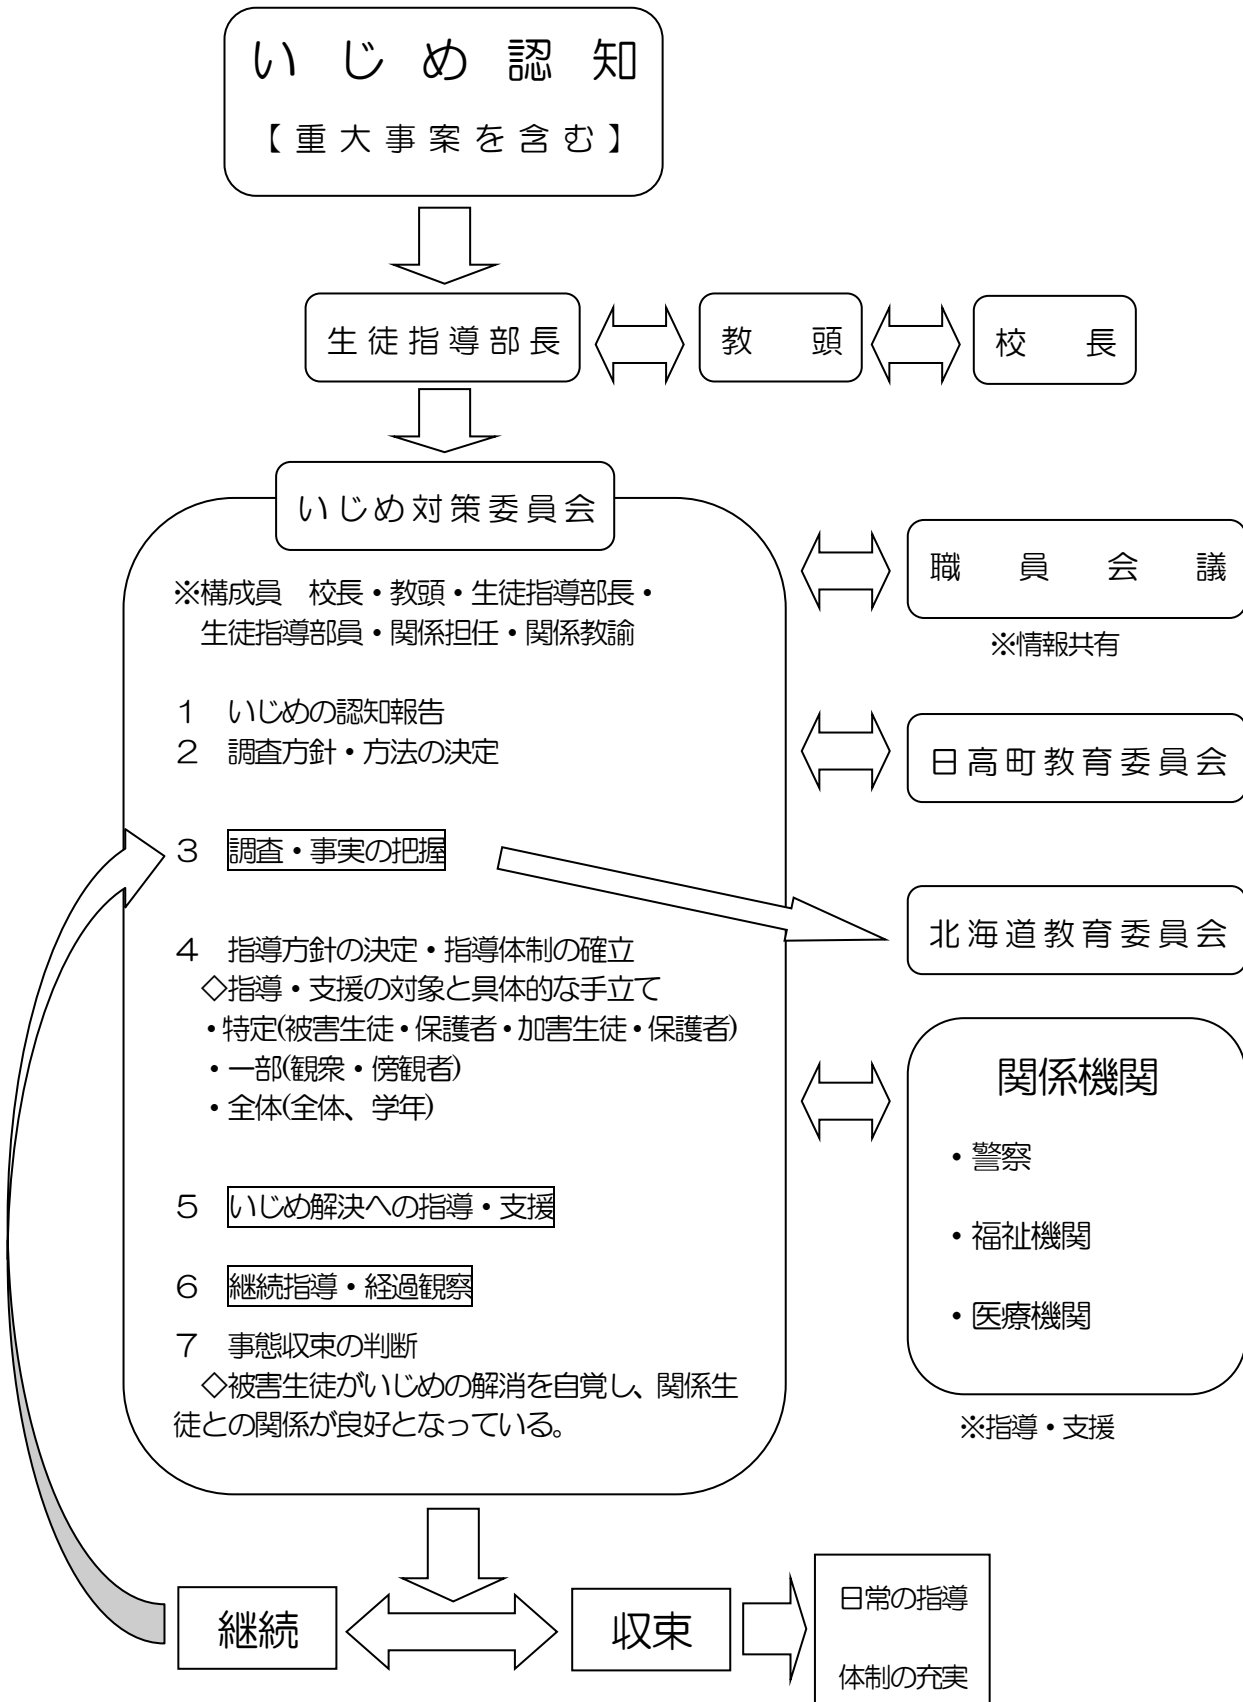 いじめ認知
【重大事案を含む】
生徒指導部長
教頭
校長
いじめ対策委員会
※構成員　校長・教頭・生徒指導部長・
生徒指導部員・関係担任・関係教諭
１　いじめの認知報告
２　調査方針・方法の決定
３　調査・事実の把握
４　指導方針の決定・指導体制の確立
◇指導・支援の対象と具体的な手立て
・特定(被害生徒・保護者・加害生徒・保護者)
・一部(観衆・傍観者)
・全体(全体、学年)
５　いじめ解決への指導・支援
６　継続指導・経過観察
７　事態収束の判断
◇被害生徒がいじめの解消を自覚し、関係生
徒との関係が良好となっている。
職員会議
※情報共有
日高町教育委員会
北海道教育委員会
関係機関
・警察
・福祉機関
・医療機関
※指導・支援
継続
収束
日常の指導
体制の充実